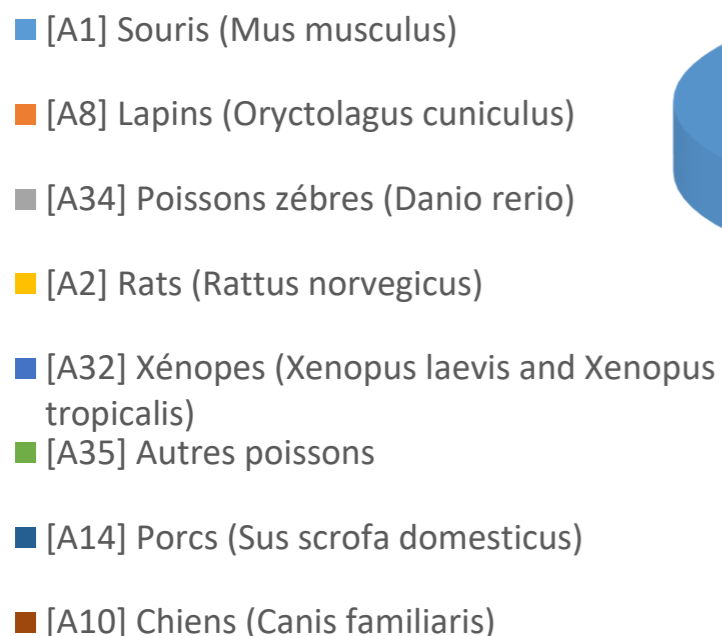 [A1] Souris (Mus musculus)
[A8] Lapins (Oryctolagus cuniculus)
[A34] Poissons zébres (Danio rerio)
[A2] Rats (Rattus norvegicus)
[A32] Xénopes (Xenopus laevis and Xenopus
tropicalis)
[A35] Autres poissons
[A14] Porcs (Sus scrofa domesticus)
[A10] Chiens (Canis familiaris)